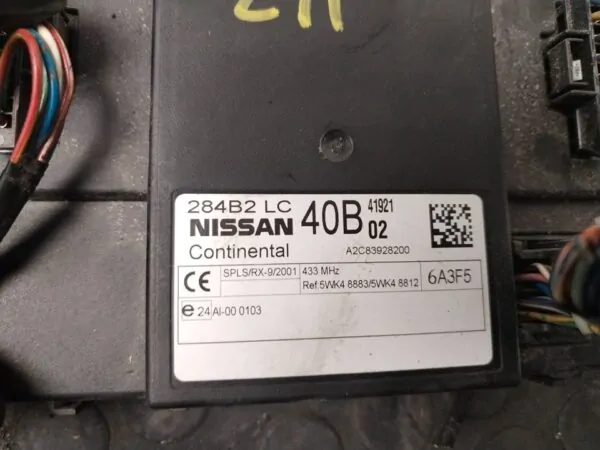 284B2 LC
NISSAN 40B 41921 02
Continental A2C83928200
CE SPLS/RX-9/2001 433 MHz
Ref:5WK4 8883/5WK4 8812 6A3F5
e 24 AI-00 0103